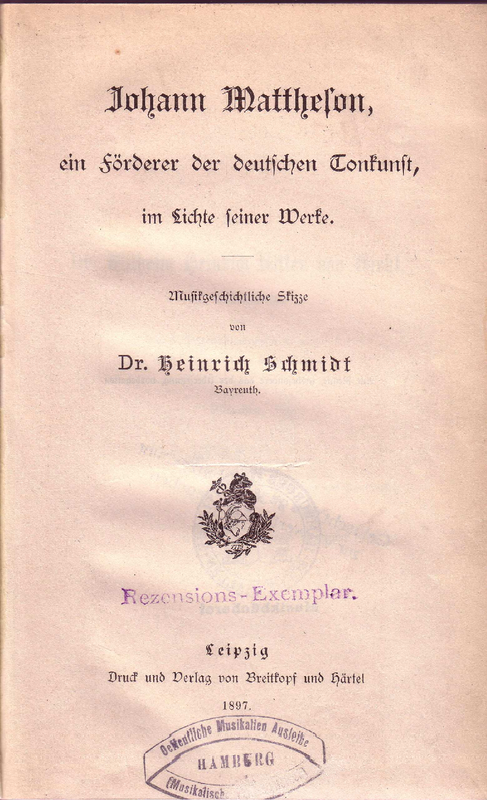 Johann Mattheson,
ein Förderer der deutschen Tonkunst,
im Lichte seiner Werke.
Musikgeschichtliche Skizze
von
Dr. Heinrich Schmidt
Bayreuth.
Rezensions-Exemplar.
Leipzig
Druck und Verlag von Breitkopf und Härtel
1897.
Oeffentliche Musikalien Ausleihe
HAMBURG
(Musikalisch